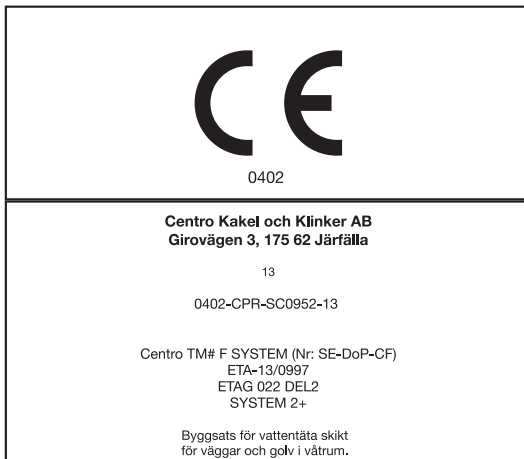 CE
0402
Centro Kakel och Klinker AB
Girovägen 3, 175 62 Järfälla
13
0402-CPR-SC0952-13
Centro TM# F SYSTEM (Nr: SE-DoP-CF)
ETA-13/0997
ETAG 022 DEL2
SYSTEM 2+
Byggsats för vattentäta skikt
för väggar och golv i våtrum.